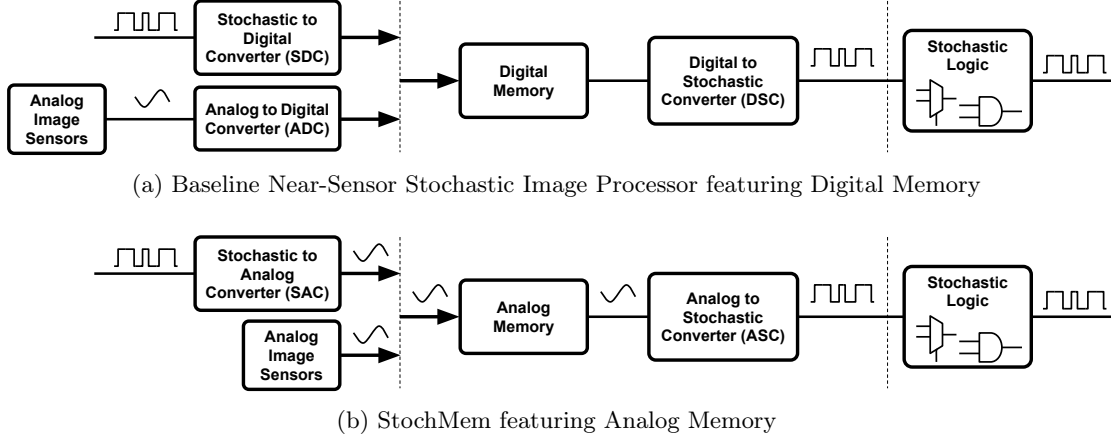 Stochastic to
Digital
Converter (SDC)
Analog
Image
Sensors
Analog to Digital
Converter (ADC)
Digital
Memory
Digital to
Stochastic
Converter (DSC)
Stochastic
Logic
(a) Baseline Near-Sensor Stochastic Image Processor featuring Digital Memory
Stochastic to
Analog
Converter (SAC)
Analog
Image
Sensors
Analog
Memory
Analog to
Stochastic
Converter (ASC)
Stochastic
Logic
(b) StochMem featuring Analog Memory